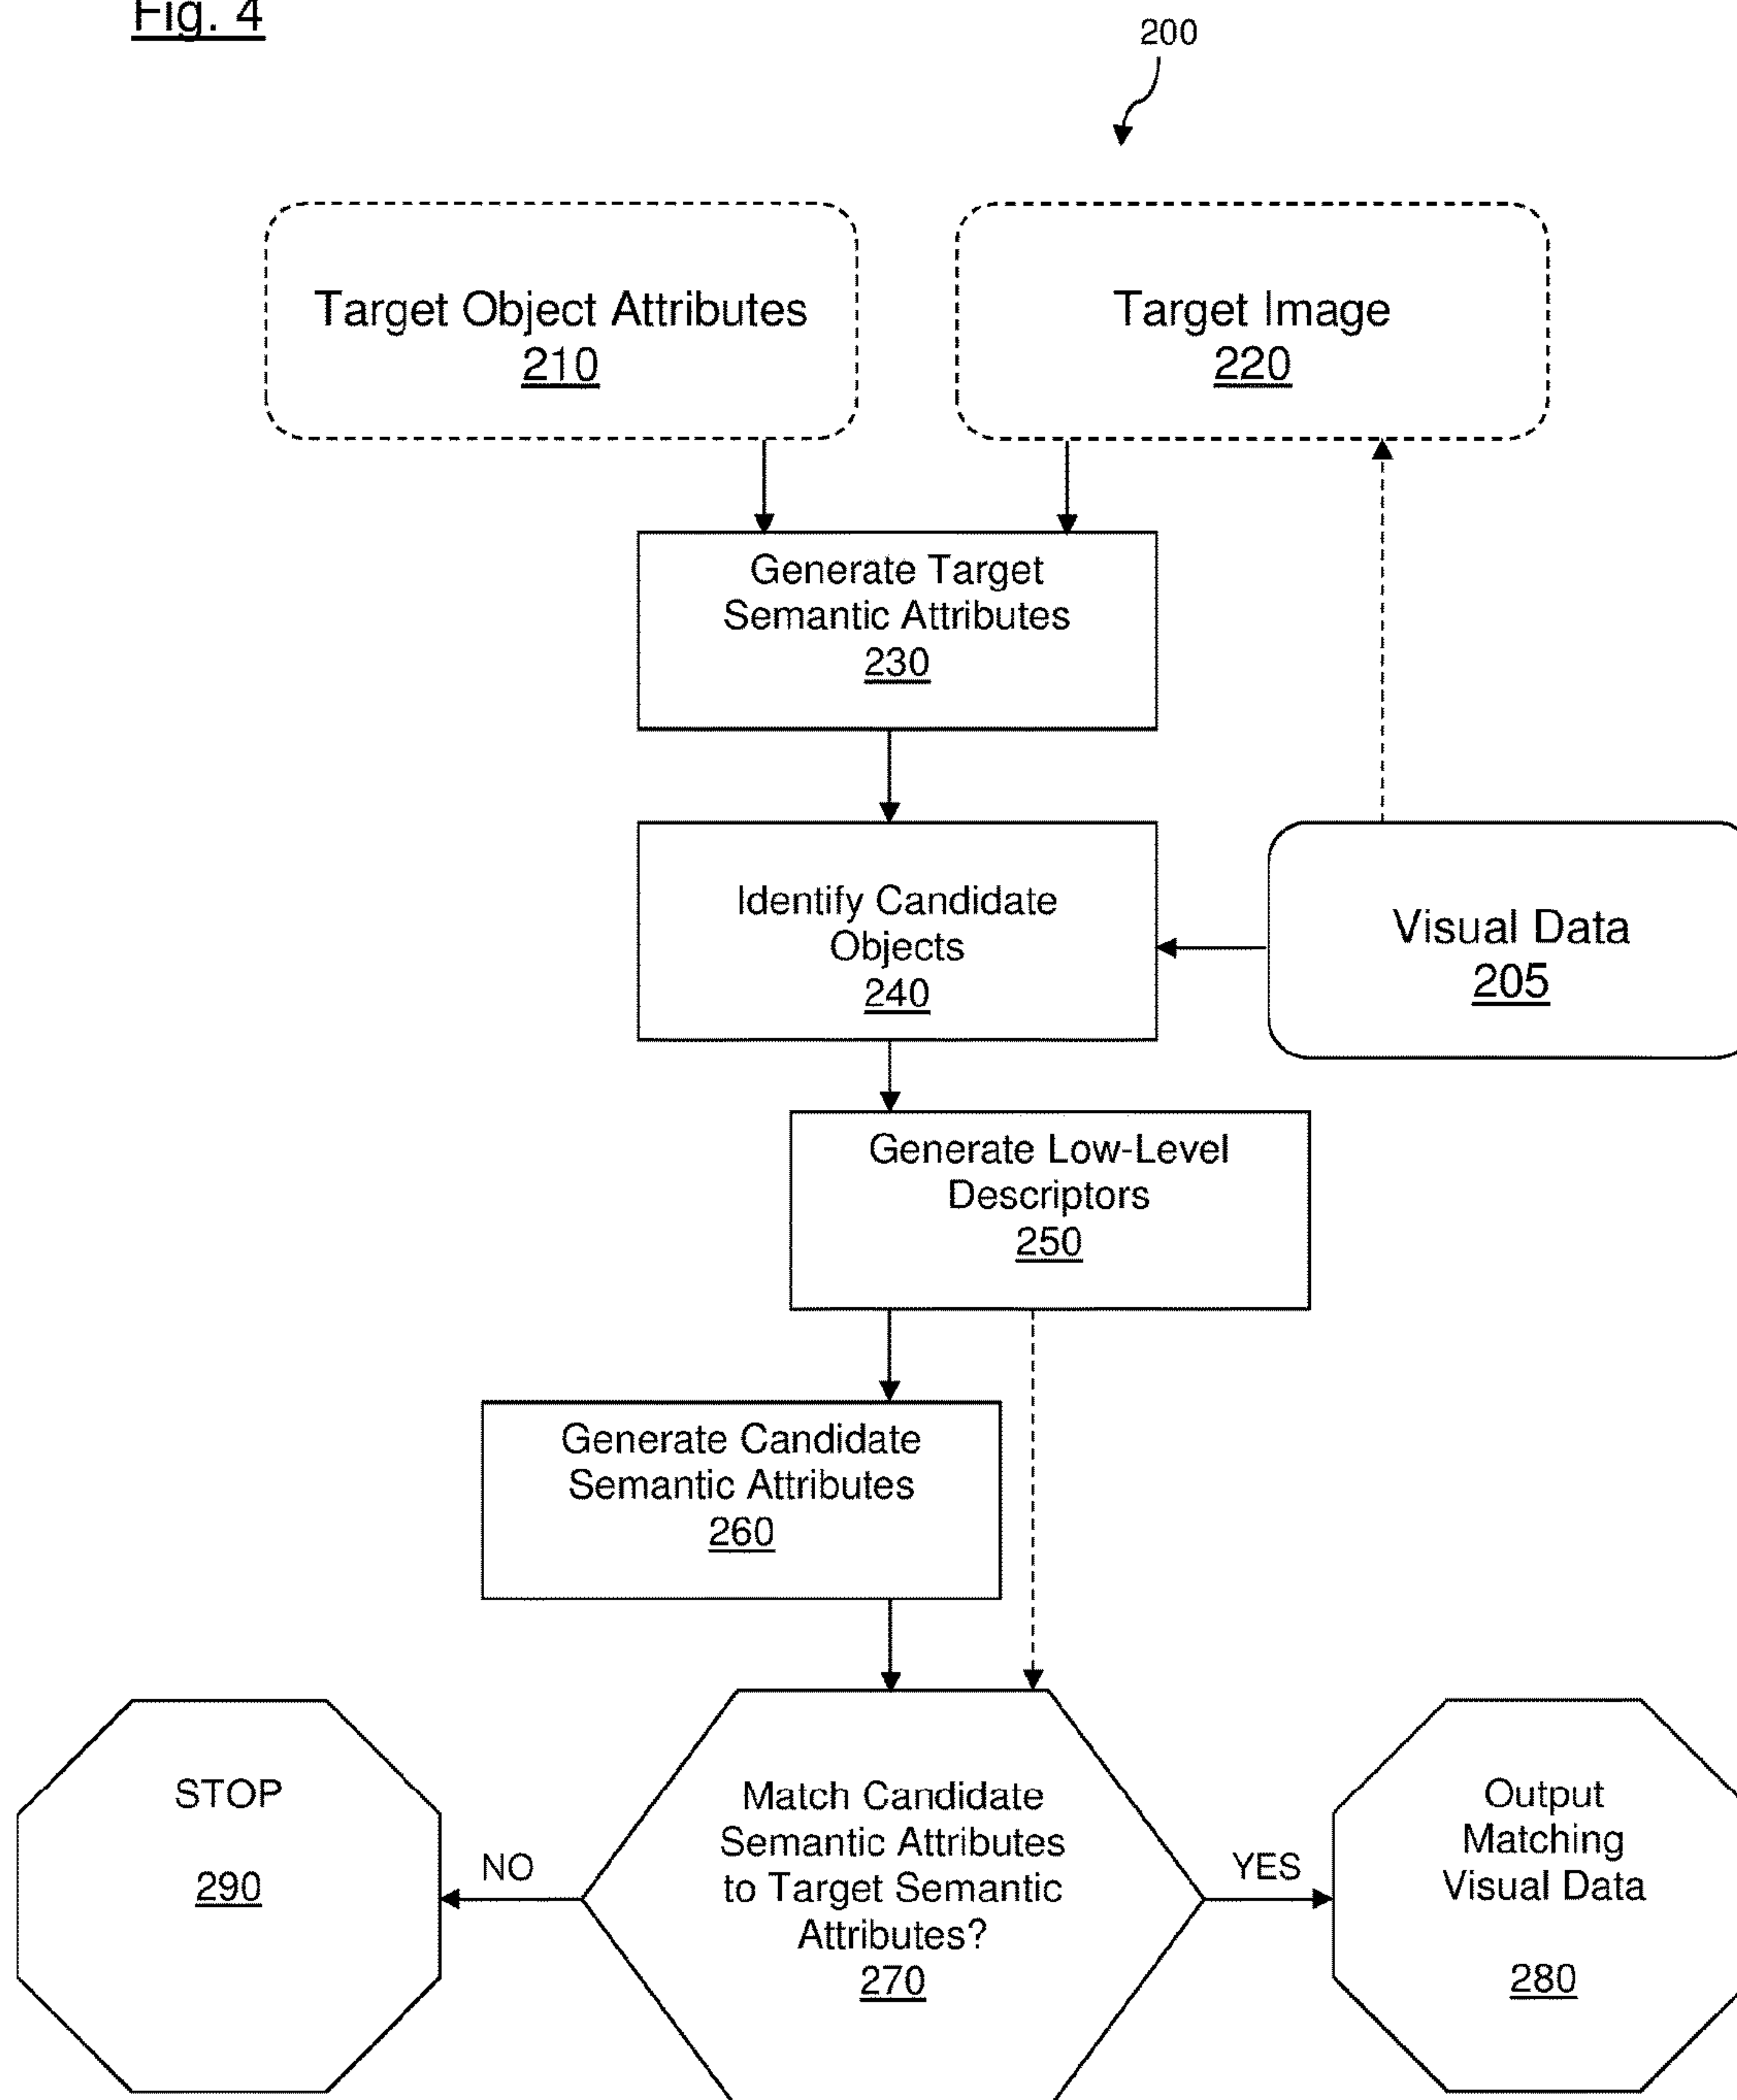 Fig. 4
200
Target Object Attributes
210
Target Image
220
Generate Target
Semantic Attributes
230
Identify Candidate
Objects
240
Visual Data
205
Generate Low-Level
Descriptors
250
Generate Candidate
Semantic Attributes
260
STOP
290
NO
Match Candidate
Semantic Attributes
to Target Semantic
Attributes?
270
YES
Output
Matching
Visual Data
280